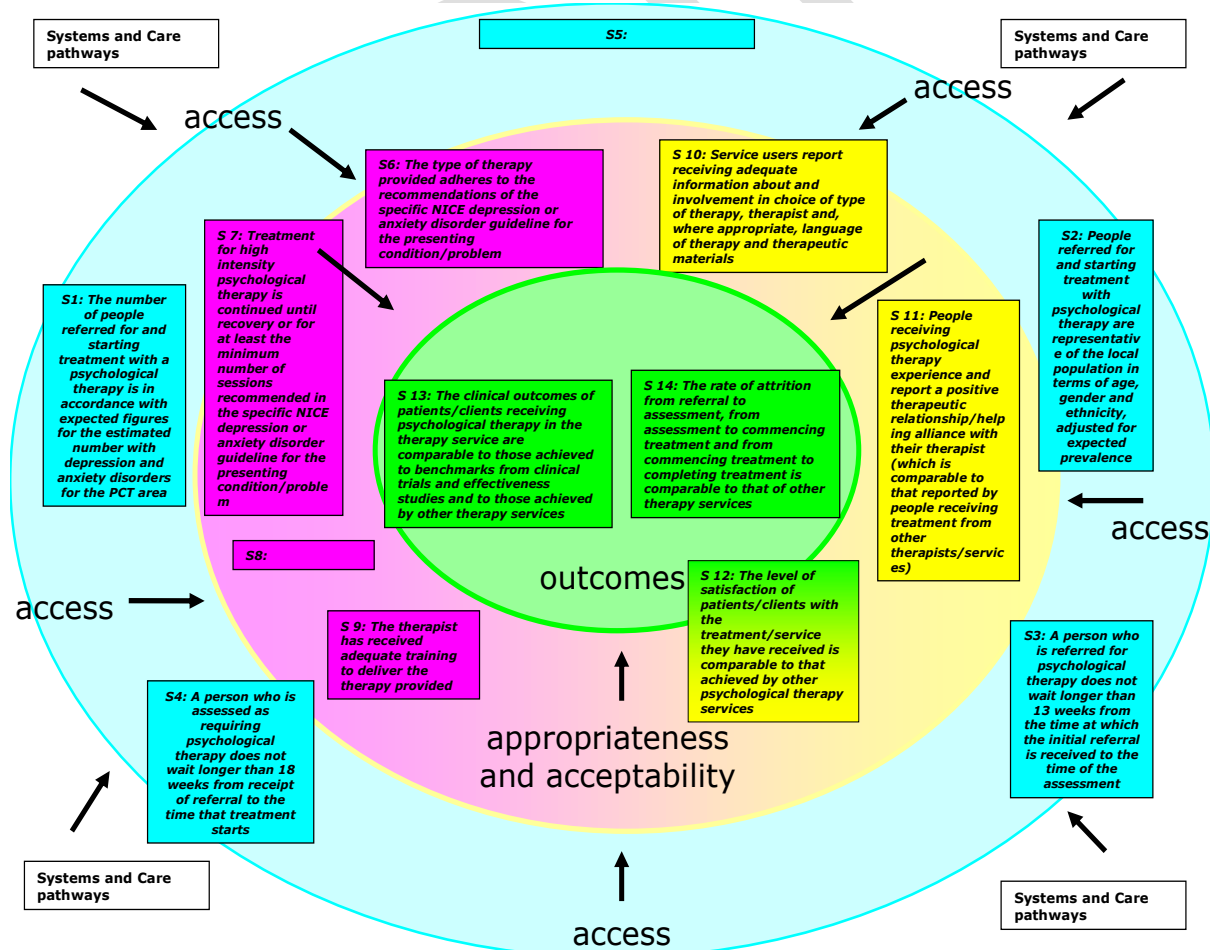 Systems and Care
pathways
S5:
Systems and Care
pathways
access
access
S6: The type of therapy
provided adheres to the
recommendations of the
specific NICE depression or
anxiety disorder guideline for
the presenting
condition/problem
S 10: Service users report
receiving adequate
information about and
involvement in choice of type
of therapy, therapist and,
where appropriate, language
of therapy and therapeutic
materials
S 7: Treatment
for high
intensity
psychological
therapy is
continued until
recovery or for
at least the
minimum
number of
sessions
recommended in
the specific NICE
depression or
anxiety disorder
guideline for the
presenting
condition/proble
m
S2: People
referred for
and starting
treatment
with
psychological
therapy are
representativ
e of the local
population in
terms of age,
gender and
ethnicity,
adjusted for
expected
prevalence
S1: The number
of people
referred for and
starting
treatment with a
psychological
therapy is in
accordance with
expected figures
for the estimated
number with
depression and
anxiety disorders
for the PCT area
S 11: People
receiving
psychological
therapy
experience and
report a positive
therapeutic
relationship/help
ing alliance with
their therapist
(which is
comparable to
that reported by
people receiving
treatment from
other
therapists/servic
es)
S 13: The clinical outcomes of
patients/clients receiving
psychological therapy in the
therapy service are
comparable to those achieved
to benchmarks from clinical
trials and effectiveness
studies and to those achieved
by other therapy services
S 14: The rate of attrition
from referral to
assessment, from
assessment to commencing
treatment and from
commencing treatment to
completing treatment is
comparable to that of other
therapy services
access
S8:
outcomes
S 12: The level of
satisfaction of
patients/clients with
the
treatment/service
they have received is
comparable to that
achieved by other
psychological therapy
services
access
S 9: The therapist
has received
adequate training
to deliver the
therapy provided
S3: A person who
is referred for
psychological
therapy does not
wait longer than
13 weeks from
the time at which
the initial referral
is received to the
time of the
assessment
S4: A person who is
assessed as
requiring
psychological
therapy does not
wait longer than 18
weeks from receipt
of referral to the
time that treatment
starts
appropriateness
and acceptability
Systems and Care
pathways
Systems and Care
pathways
access